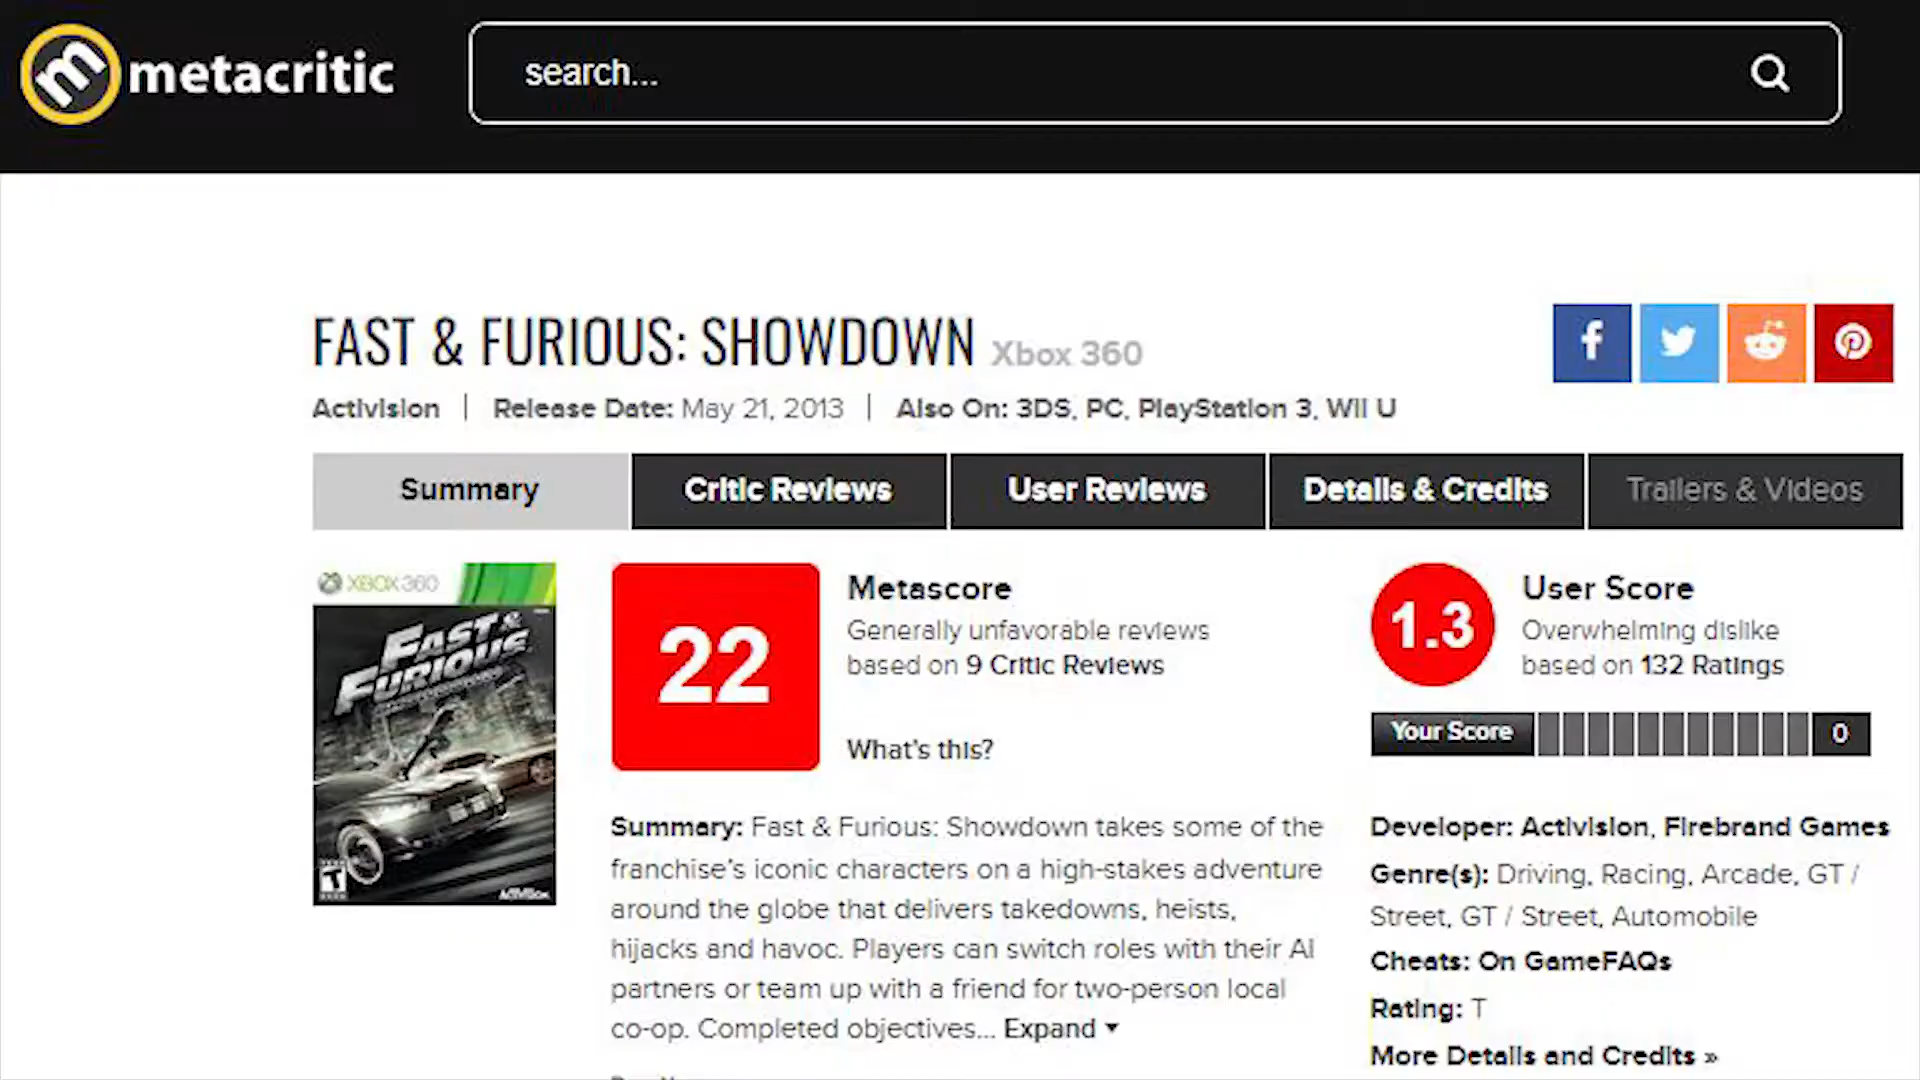 metacritic
search...
FAST & FURIOUS: SHOWDOWN Xbox 360
Activision | Release Date: May 21, 2013 | Also On: 3DS, PC, PlayStation 3, Wii U
Summary
Critic Reviews
User Reviews
Details & Credits
Trailers & Videos
XBOX 360
FAST &
FURIOUS
T
ACTIVISION
22
Metascore
Generally unfavorable reviews
based on 9 Critic Reviews
What's this?
1.3
User Score
Overwhelming dislike
based on 132 Ratings
Your Score
0
Summary: Fast & Furious: Showdown takes some of the
franchise's iconic characters on a high-stakes adventure
around the globe that delivers takedowns, heists,
hijacks and havoc. Players can switch roles with their AI
partners or team up with a friend for two-person local
co-op. Completed objectives... Expand
Developer: Activision, Firebrand Games
Genre(s): Driving, Racing, Arcade, GT /
Street, GT / Street, Automobile
Cheats: On GameFAQs
Rating: T
More Details and Credits »